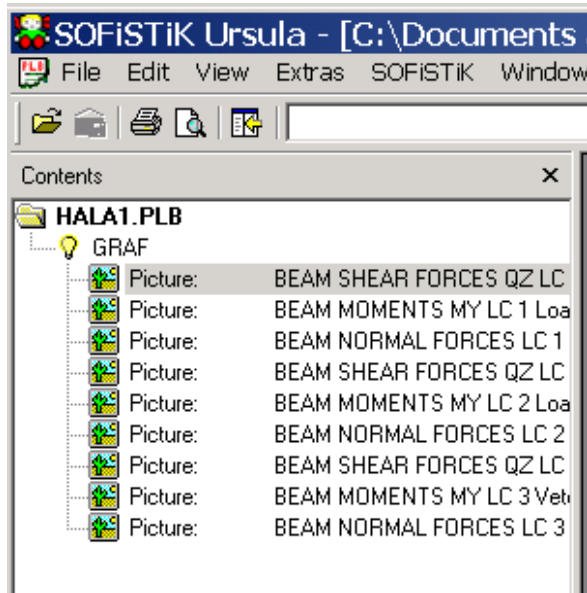 SOFiSTiK Ursula - [C:\Documents
File Edit View Extras SOFiSTiK Window
Contents
HALA1.PLB
GRAF
Picture: BEAM SHEAR FORCES QZ LC
Picture: BEAM MOMENTS MY LC 1 Loa
Picture: BEAM NORMAL FORCES LC 1
Picture: BEAM SHEAR FORCES QZ LC
Picture: BEAM MOMENTS MY LC 2 Loa
Picture: BEAM NORMAL FORCES LC 2
Picture: BEAM SHEAR FORCES QZ LC
Picture: BEAM MOMENTS MY LC 3 Vet
Picture: BEAM NORMAL FORCES LC 3